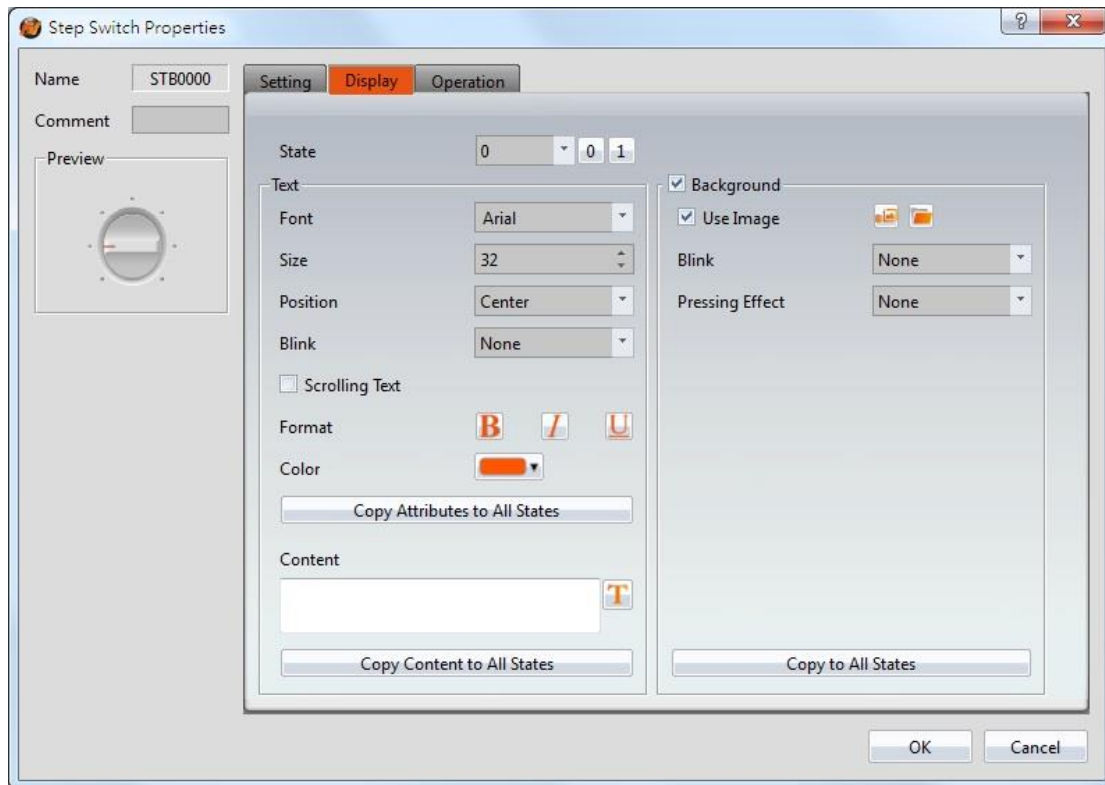 Step Switch Properties
?
X
Name STB0000
Comment
Preview
Setting Display Operation
State 0 0 1
Text
Font Arial
Size 32
Position Center
Blink None
Scrolling Text
Format B I U
Color
Copy Attributes to All States
Content
T
Copy Content to All States
Background
Use Image
Blink None
Pressing Effect None
Copy to All States
OK Cancel